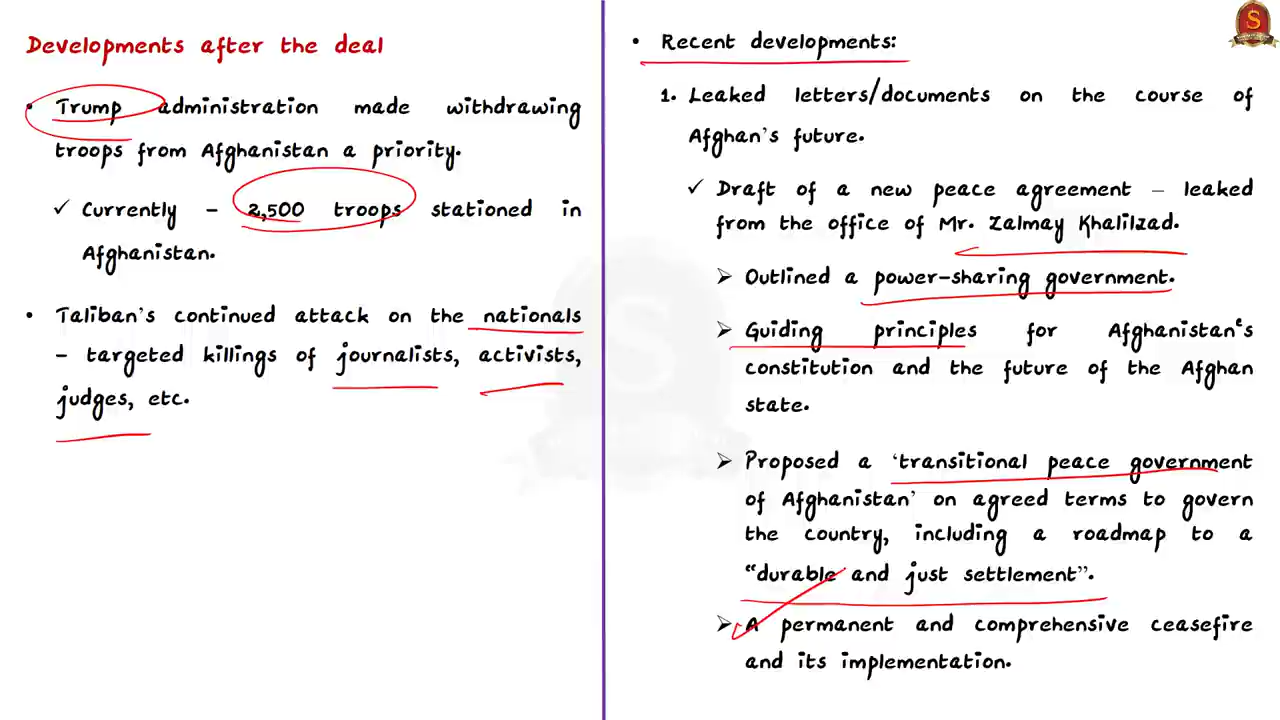 Developments after the deal
• Trump administration made withdrawing
troops from Afghanistan a priority.
✓ Currently – 2,500 troops stationed in
Afghanistan.
• Taliban's continued attack on the nationals
– targeted killings of journalists, activists,
judges, etc.
• Recent developments:
1. Leaked letters/documents on the course of
Afghan's future.
✓ Draft of a new peace agreement – leaked
from the office of Mr. Zalmay Khalilzad.
➢ Outlined a power-sharing government.
➢ Guiding principles for Afghanistan's
constitution and the future of the Afghan
state.
➢ Proposed a 'transitional peace government
of Afghanistan' on agreed terms to govern
the country, including a roadmap to a
"durable and just settlement".
➢ A permanent and comprehensive ceasefire
and its implementation.
S